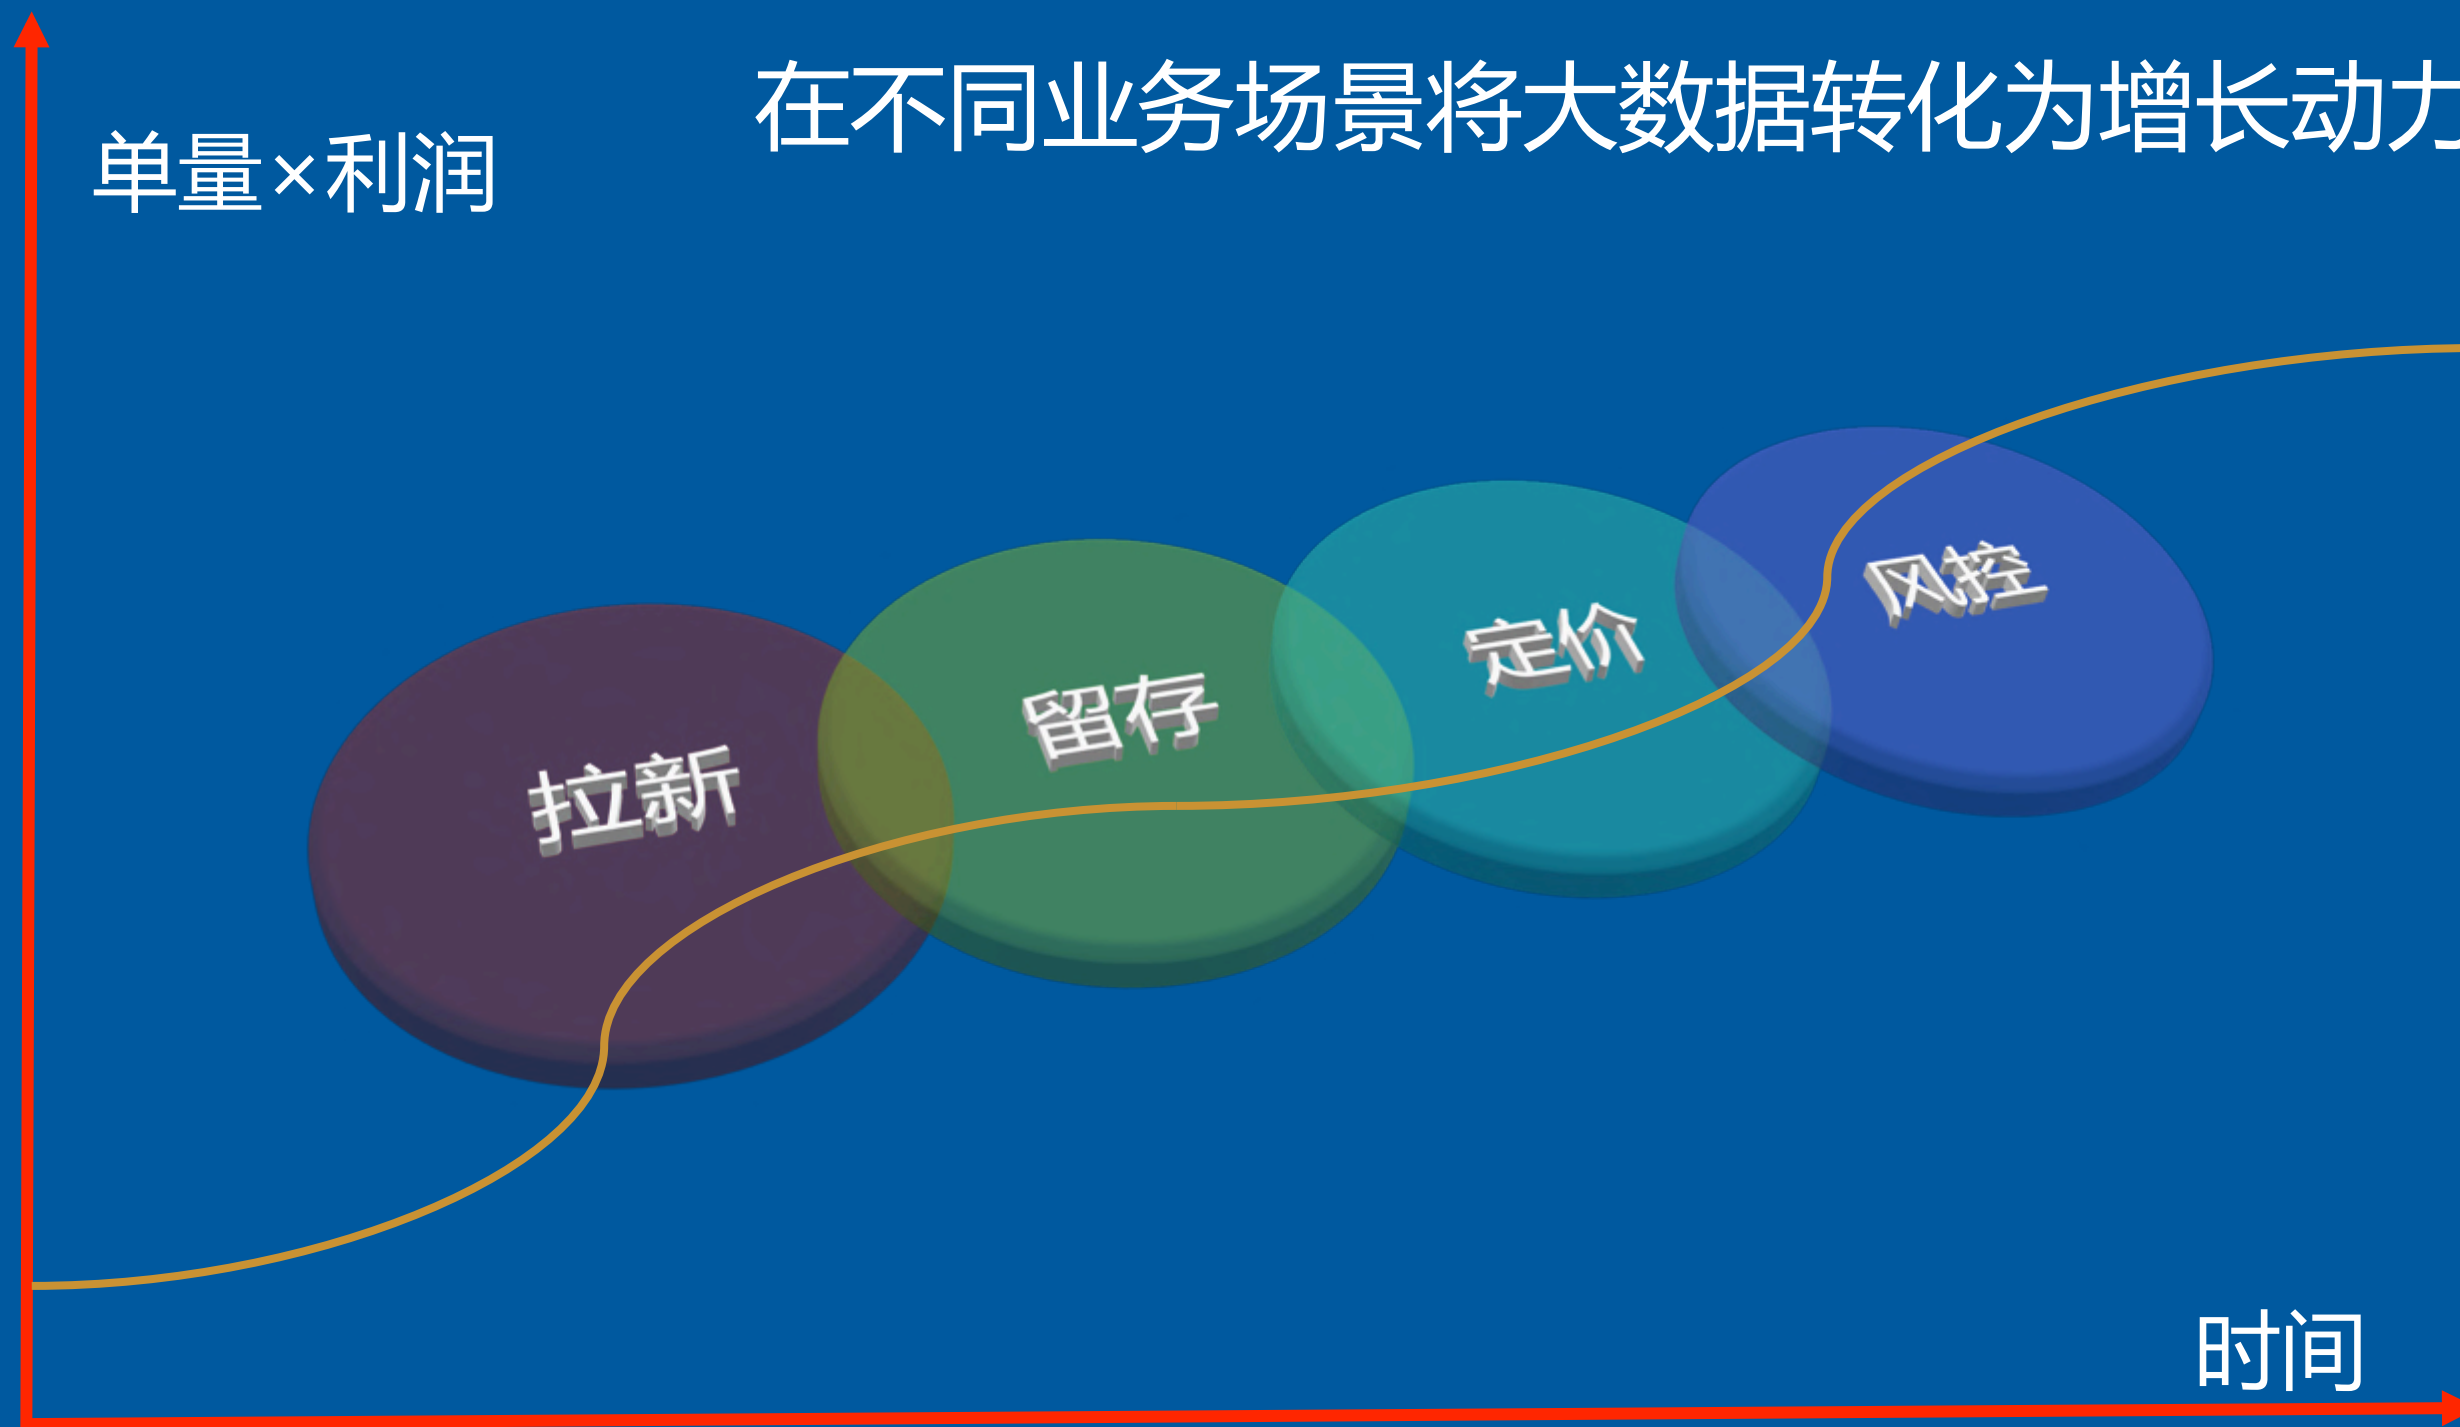 在不同业务场景将大数据转化为增长动力
单量×利润
拉新
留存
定价
风控
时间